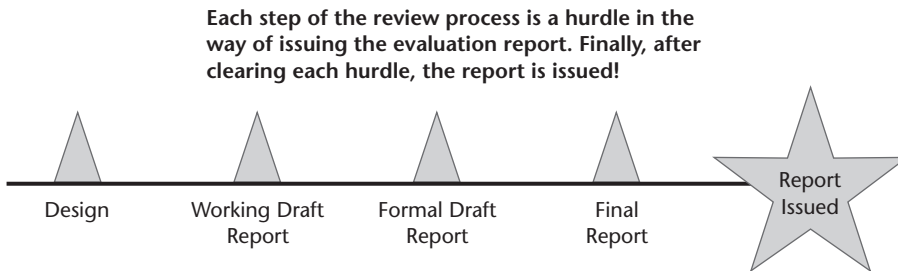 Each step of the review process is a hurdle in the
way of issuing the evaluation report. Finally, after
clearing each hurdle, the report is issued!
Design
Working Draft
Report
Formal Draft
Report
Final
Report
Report
Issued